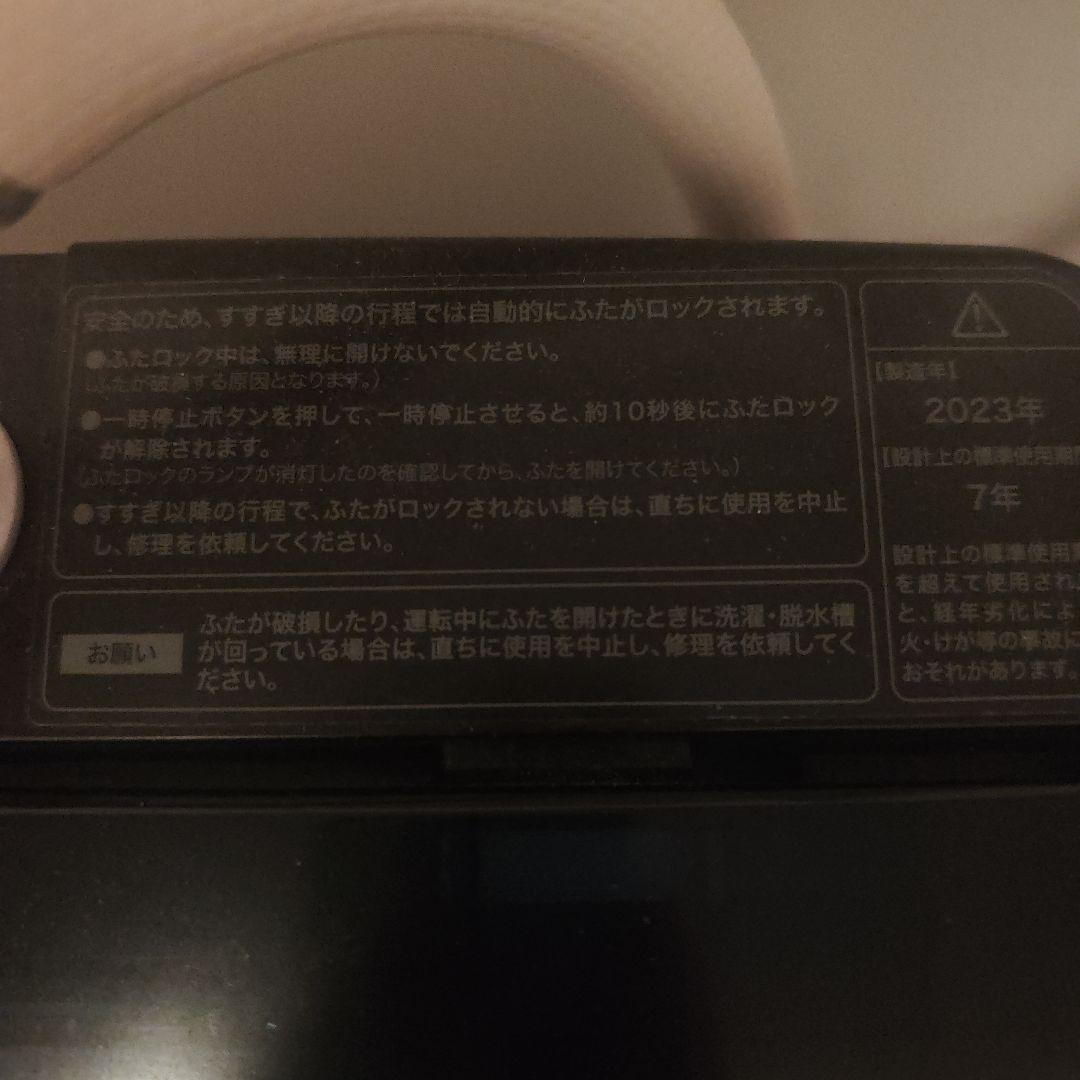 安全のため、すすぎ以降の行程では自動的にふたがロックされます。
●ふたロック中は、無理に開けないでください。
(ふたが破損する原因となります。)
●一時停止ボタンを押して、一時停止させると、約10秒後にふたロック
が解除されます。
(ふたロックのランプが消灯したのを確認してから、ふたを開けてください。)
●すすぎ以降の行程で、ふたがロックされない場合は、直ちに使用を中止
し、修理を依頼してください。
お願い
ふたが破損したり、運転中にふたを開けたときに洗濯・脱水槽
が回っている場合は、直ちに使用を中止し、修理を依頼してく
ださい。
【製造年】
2023年
【設計上の標準使用期間
7年
設計上の標準使用期
を超えて使用され
と、経年劣化によ
火・けが等の事故に
おそれがあります。